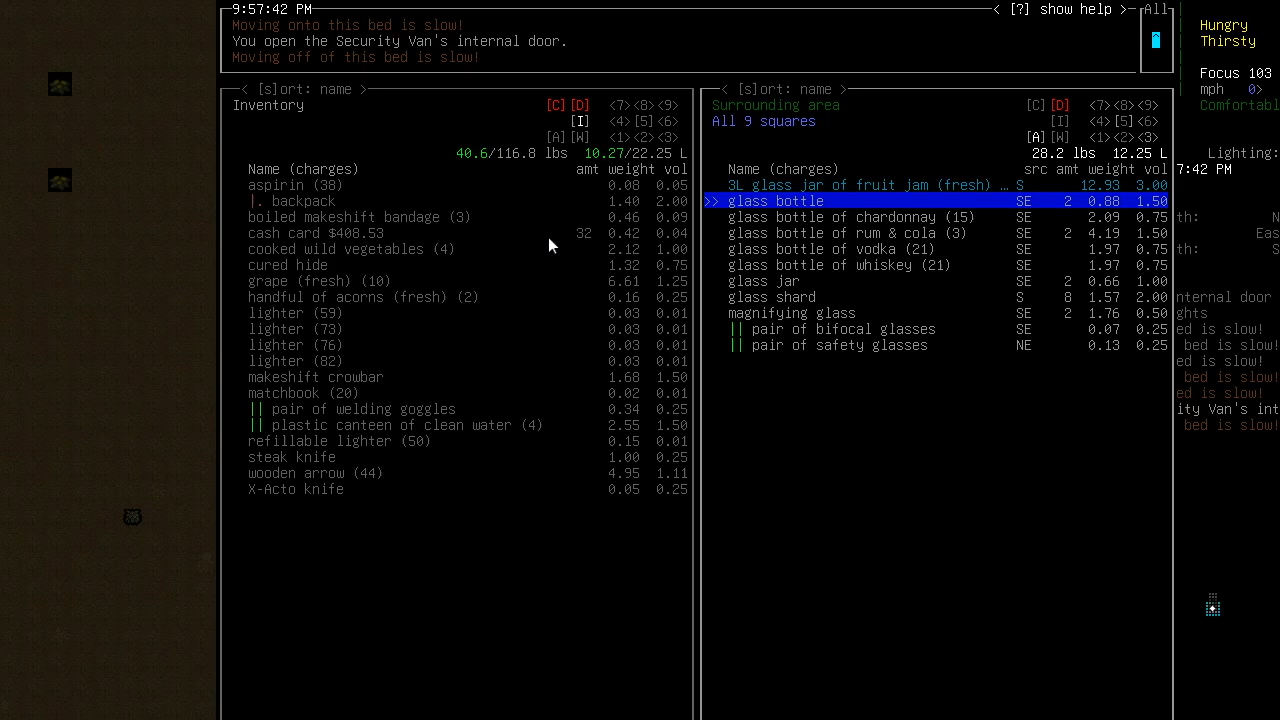 9:57:42 PM < [?] show help > All
Moving onto this bed is slow!
You open the Security Van's internal door.
Moving off of this bed is slow!
^
Hungry
Thirsty
Focus 103
mph 0>
Comfortabl
Lighting:
7:42 PM
th: N
Eas
th: S
nternal door
ghts
ed is slow!
bed is slow!
ed is slow!
bed is slow!
ed is slow!
ity Van's int
bed is slow!
< [s]ort: name >
Inventory [C] [D] <7> <8> <9>
[I] <4> [5] <6>
[A] [W] <1> <2> <3>
40.6/116.8 lbs 10.27/22.25 L
Name (charges) amt weight vol
aspirin (38) 0.08 0.05
|. backpack 1.40 2.00
boiled makeshift bandage (3) 0.46 0.09
cash card $408.53 32 0.42 0.04
cooked wild vegetables (4) 2.12 1.00
cured hide 1.32 0.75
grape (fresh) (10) 6.61 1.25
handful of acorns (fresh) (2) 0.16 0.25
lighter (59) 0.03 0.01
lighter (73) 0.03 0.01
lighter (76) 0.03 0.01
lighter (82) 0.03 0.01
makeshift crowbar 1.68 1.50
matchbook (20) 0.02 0.01
|| pair of welding goggles 0.34 0.25
|| plastic canteen of clean water (4) 2.55 1.50
refillable lighter (50) 0.15 0.01
steak knife 1.00 0.25
wooden arrow (44) 4.95 1.11
X-Acto knife 0.05 0.25
< [s]ort: name >
Surrounding area [C] [D] <7> <8> <9>
All 9 squares [I] <4> [5] <6>
[A] [W] <1> <2> <3>
28.2 lbs 12.25 L
Name (charges) src amt weight vol
3L glass jar of fruit jam (fresh) … S 12.93 3.00
>> glass bottle SE 2 0.88 1.50
glass bottle of chardonnay (15) SE 2.09 0.75
glass bottle of rum & cola (3) SE 2 4.19 1.50
glass bottle of vodka (21) SE 1.97 0.75
glass bottle of whiskey (21) SE 1.97 0.75
glass jar SE 2 0.66 1.00
glass shard S 8 1.57 2.00
magnifying glass SE 2 1.76 0.50
|| pair of bifocal glasses SE 0.07 0.25
|| pair of safety glasses NE 0.13 0.25